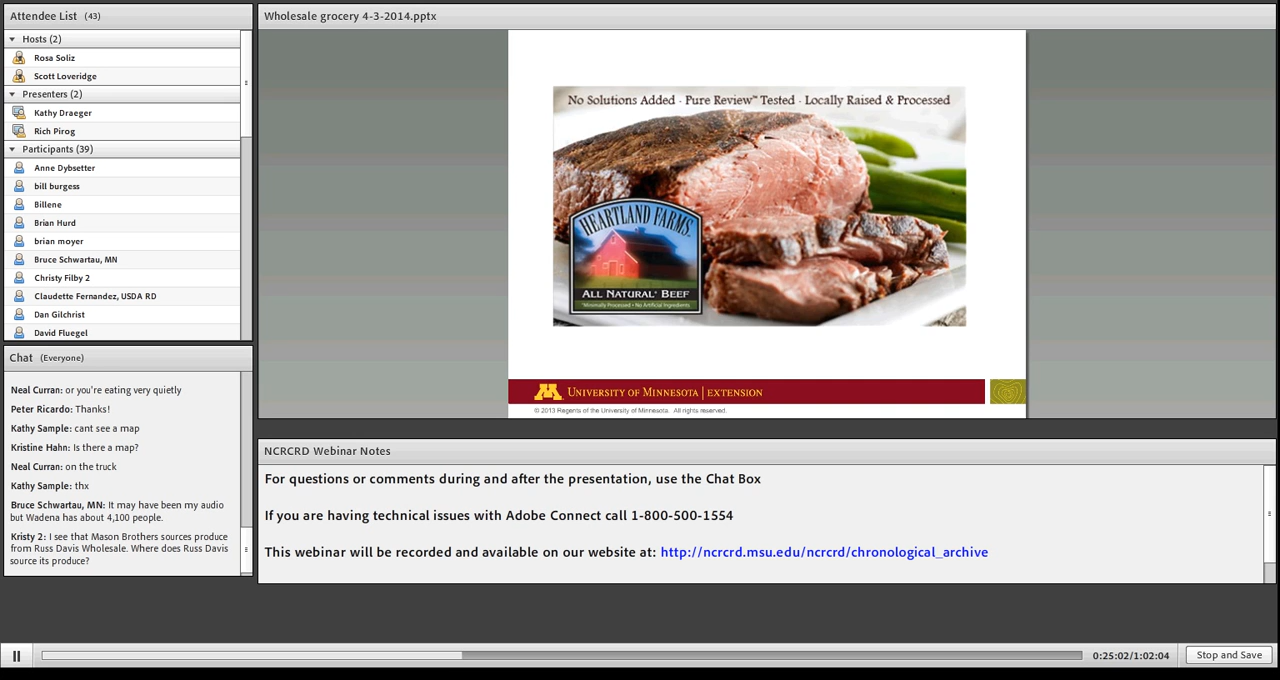 Attendee List (43)
Hosts (2)
Rosa Soliz
Scott Loveridge
Presenters (2)
Kathy Draeger
Rich Pirog
Participants (39)
Anne Dybsetter
bill burgess
Billene
Brian Hurd
brian moyer
Bruce Schwartau, MN
Christy Filby 2
Claudette Fernandez, USDA RD
Dan Gilchrist
David Fluegel
Chat (Everyone)
Neal Curran: or you're eating very quietly
Peter Ricardo: Thanks!
Kathy Sample: cant see a map
Kristine Hahn: Is there a map?
Neal Curran: on the truck
Kathy Sample: thx
Bruce Schwartau, MN: It may have been my audio
but Wadena has about 4,100 people.
Kristy 2: I see that Mason Brothers sources produce
from Russ Davis Wholesale. Where does Russ Davis
source its produce?
Wholesale grocery 4-3-2014.pptx
No Solutions Added · Pure Review™ Tested · Locally Raised & Processed
HEARTLAND FARMS
ALL NATURAL* BEEF
*Minimally Processed • No Artificial Ingredients
UNIVERSITY OF MINNESOTA | EXTENSION
© 2013 Regents of the University of Minnesota. All rights reserved.
NCRCRD Webinar Notes
For questions or comments during and after the presentation, use the Chat Box
If you are having technical issues with Adobe Connect call 1-800-500-1554
This webinar will be recorded and available on our website at: http://ncrcrd.msu.edu/ncrcrd/chronological_archive
0:25:02/1:02:04
Stop and Save